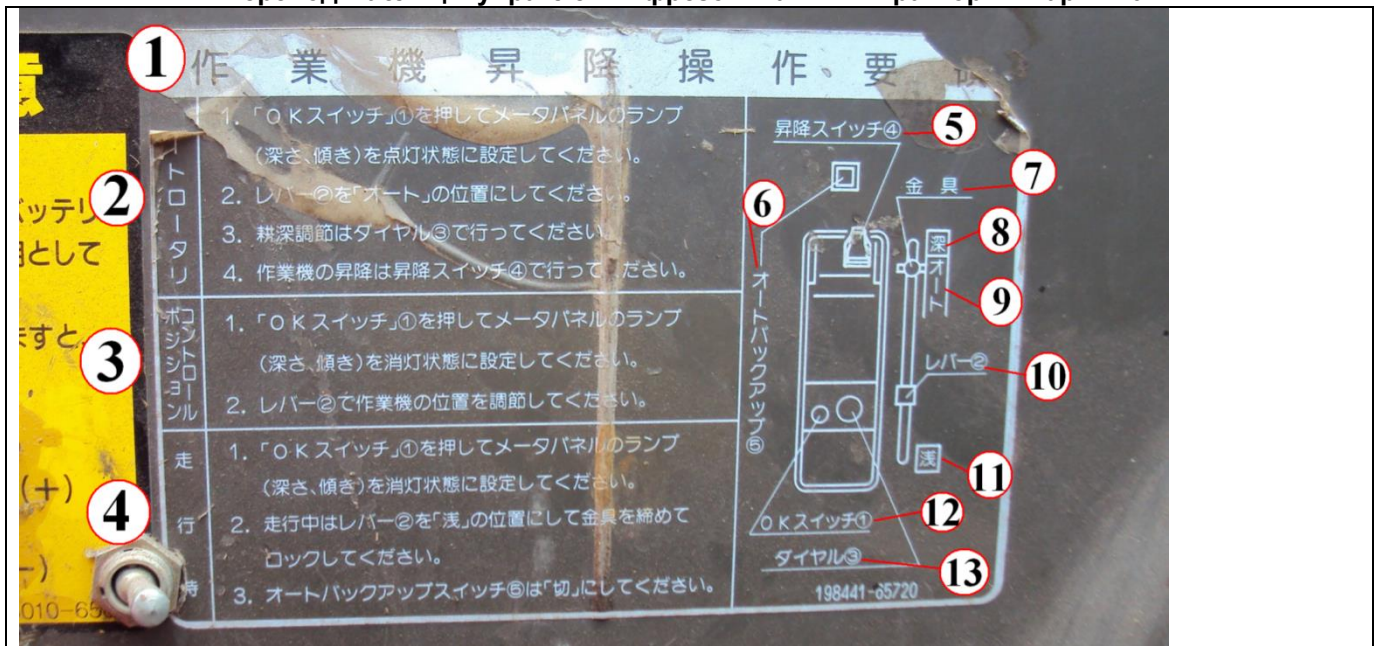 意
ッテリ
として
ますと、
(+)
-)
010-65
1
作業機昇降操作要
2
ートロータリ
1.「OKスイッチ」①を押してメータパネルのランプ
(深さ、傾き)を点灯状態に設定してください。
2. レバー②を「オート」の位置にしてください。
3. 耕深調節はダイヤル③で行ってください。
4. 作業機の昇降は昇降スイッチ④で行ってください。
3
ポジション
コントロール
1.「OKスイッチ」①を押してメータパネルのランプ
(深さ、傾き)を消灯状態に設定してください。
2. レバー②で作業機の位置を調節してください。
4
走行時
1.「OKスイッチ」①を押してメータパネルのランプ
(深さ、傾き)を消灯状態に設定してください。
2. 走行中はレバー②を「浅」の位置にして金具を締めて
ロックしてください。
3. オートバックアップスイッチ⑤は「切」にしてください。
昇降スイッチ④
5
6
オートバックアップ⑤
金具
7
深
8
オート
9
レバー②
10
浅
11
OKスイッチ①
12
ダイヤル③
13
198441-65720